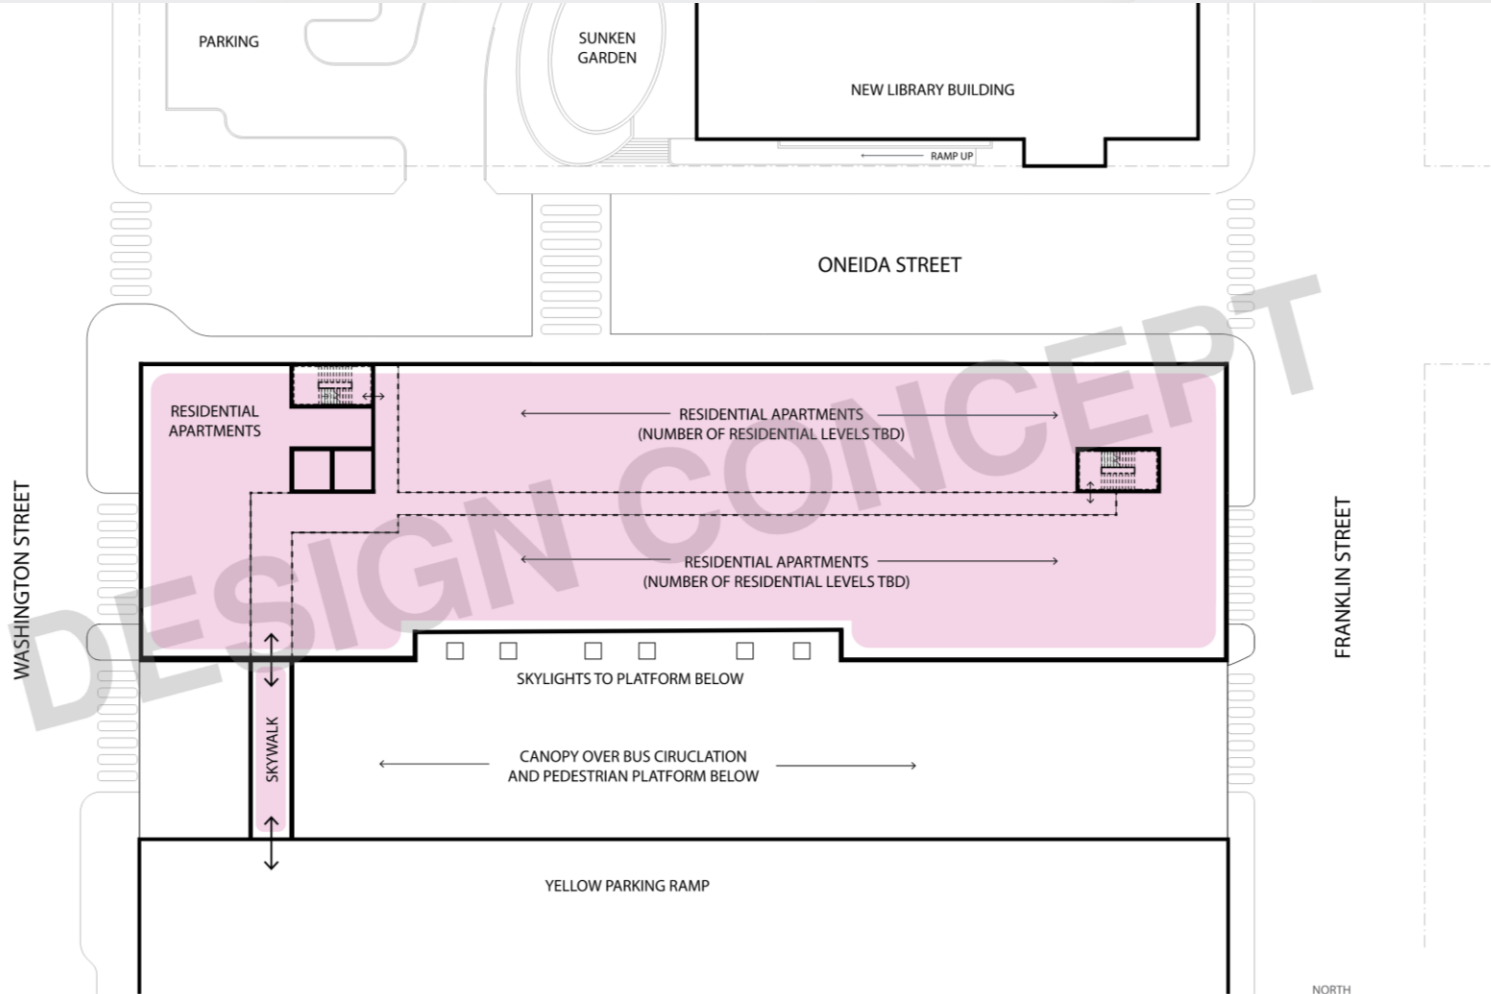 PARKING
SUNKEN
GARDEN
NEW LIBRARY BUILDING
RAMP UP
ONEIDA STREET
RESIDENTIAL
APARTMENTS
RESIDENTIAL APARTMENTS
(NUMBER OF RESIDENTIAL LEVELS TBD)
WASHINGTON STREET
FRANKLIN STREET
DESIGN CONCEPT
RESIDENTIAL APARTMENTS
(NUMBER OF RESIDENTIAL LEVELS TBD)
SKYLIGHTS TO PLATFORM BELOW
SKYWALK
CANOPY OVER BUS CIRUCLATION
AND PEDESTRIAN PLATFORM BELOW
YELLOW PARKING RAMP
NORTH